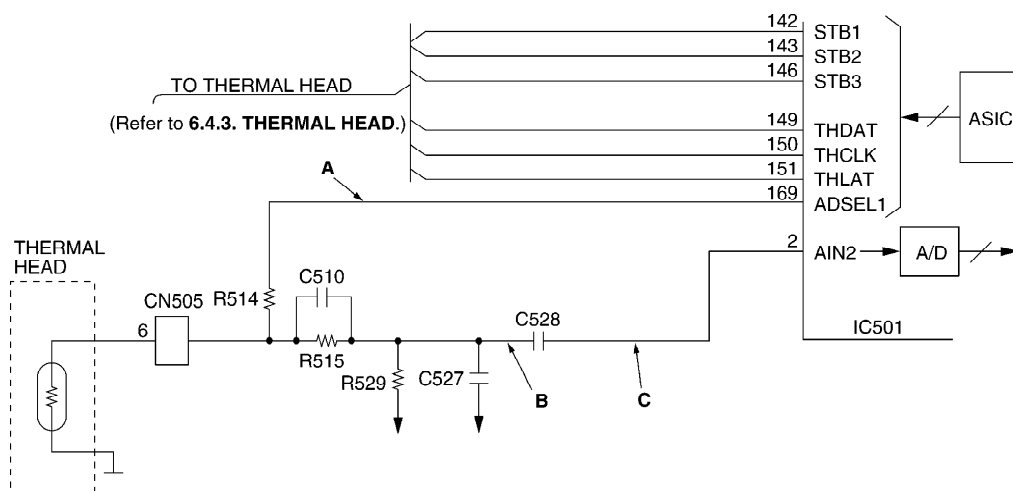 142
STB1
143
STB2
146
STB3
TO THERMAL HEAD
(Refer to 6.4.3. THERMAL HEAD.)
149
THDAT
150
THCLK
151
THLAT
ASIC
A
169
ADSEL1
THERMAL
HEAD
2
AIN2
A/D
C510
CN505
R514
6
C528
IC501
R515
R529
C527
B
C